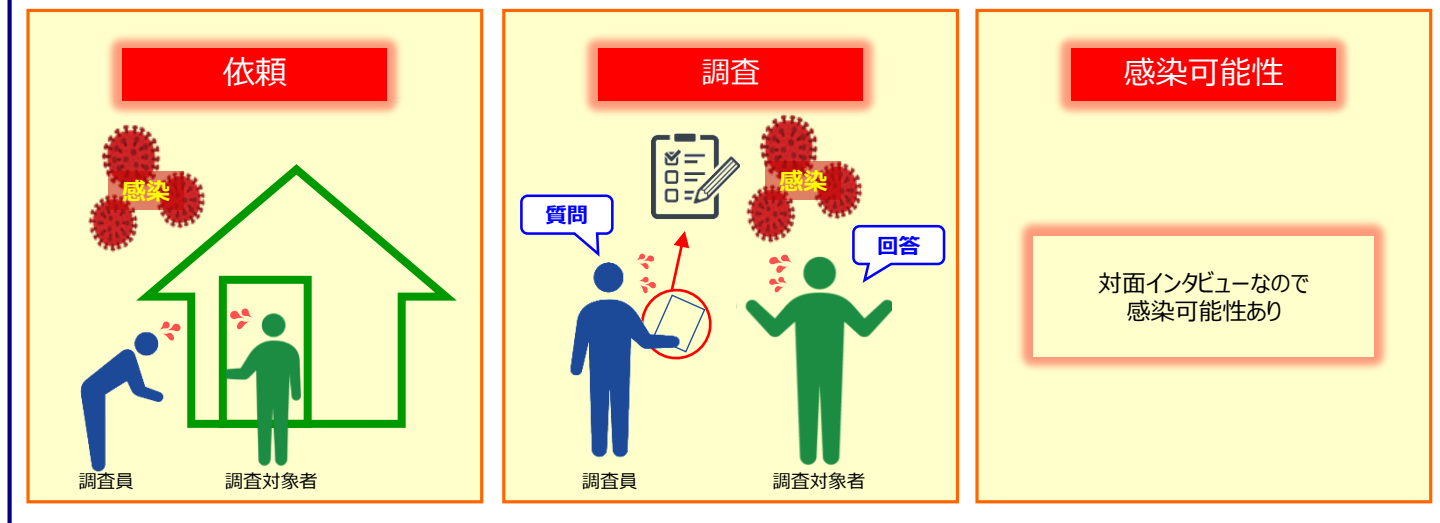 依頼
感染
調査員
調査対象者
調査
感染
質問
回答
調査員
調査対象者
感染可能性
対面インタビューなので
感染可能性あり